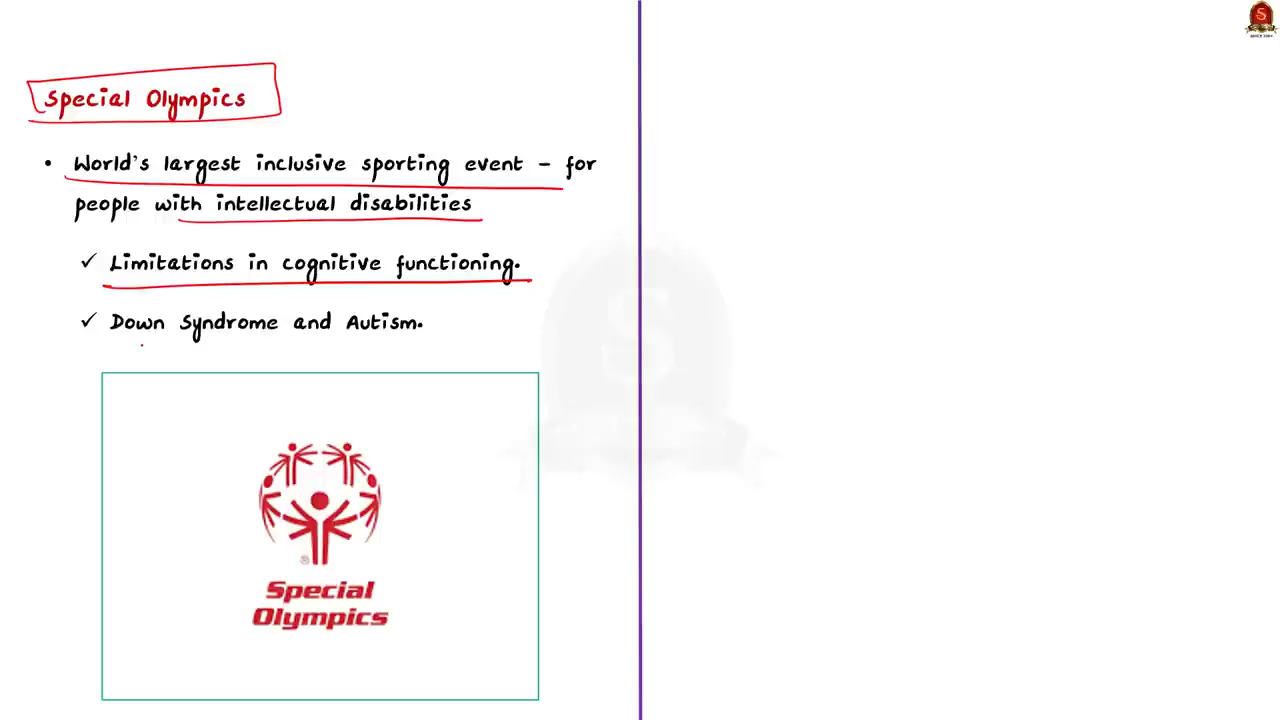 Special Olympics
• World's largest inclusive sporting event – for
people with intellectual disabilities
✓ Limitations in cognitive functioning.
✓ Down Syndrome and Autism.
Special
Olympics
®
S
S